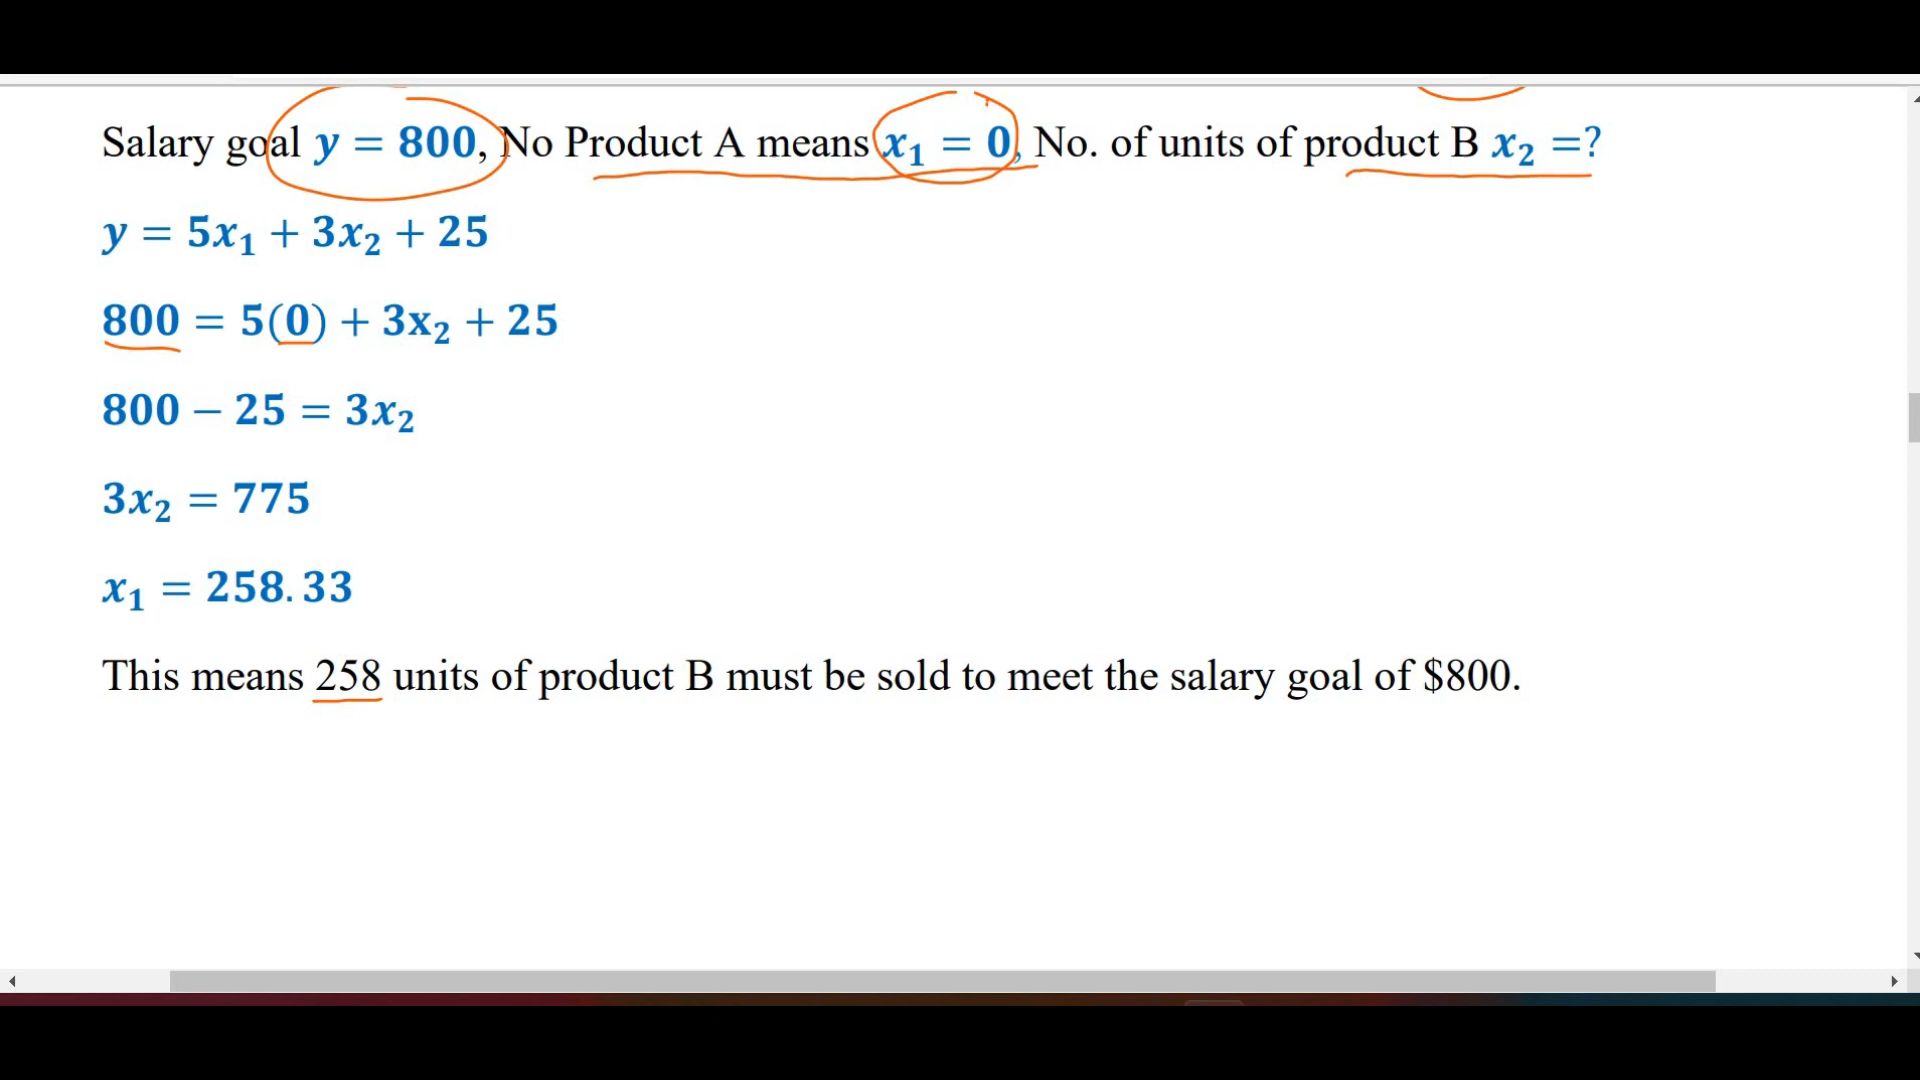 Salary goal y = 800, No Product A means x₁ = 0, No. of units of product B x₂ =?
y = 5x₁ + 3x₂ + 25
800 = 5(0) + 3x₂ + 25
800 − 25 = 3x₂
3x₂ = 775
x₁ = 258.33
This means 258 units of product B must be sold to meet the salary goal of $800.